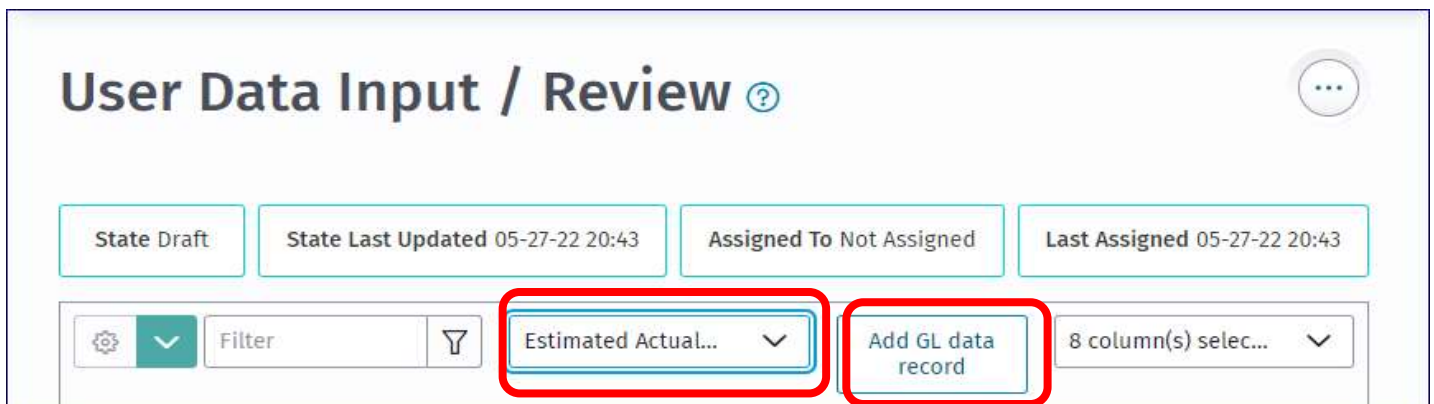 User Data Input / Review ?
...
State Draft
State Last Updated 05-27-22 20:43
Assigned To Not Assigned
Last Assigned 05-27-22 20:43
Filter
Estimated Actual...
Add GL data
record
8 column(s) selec...